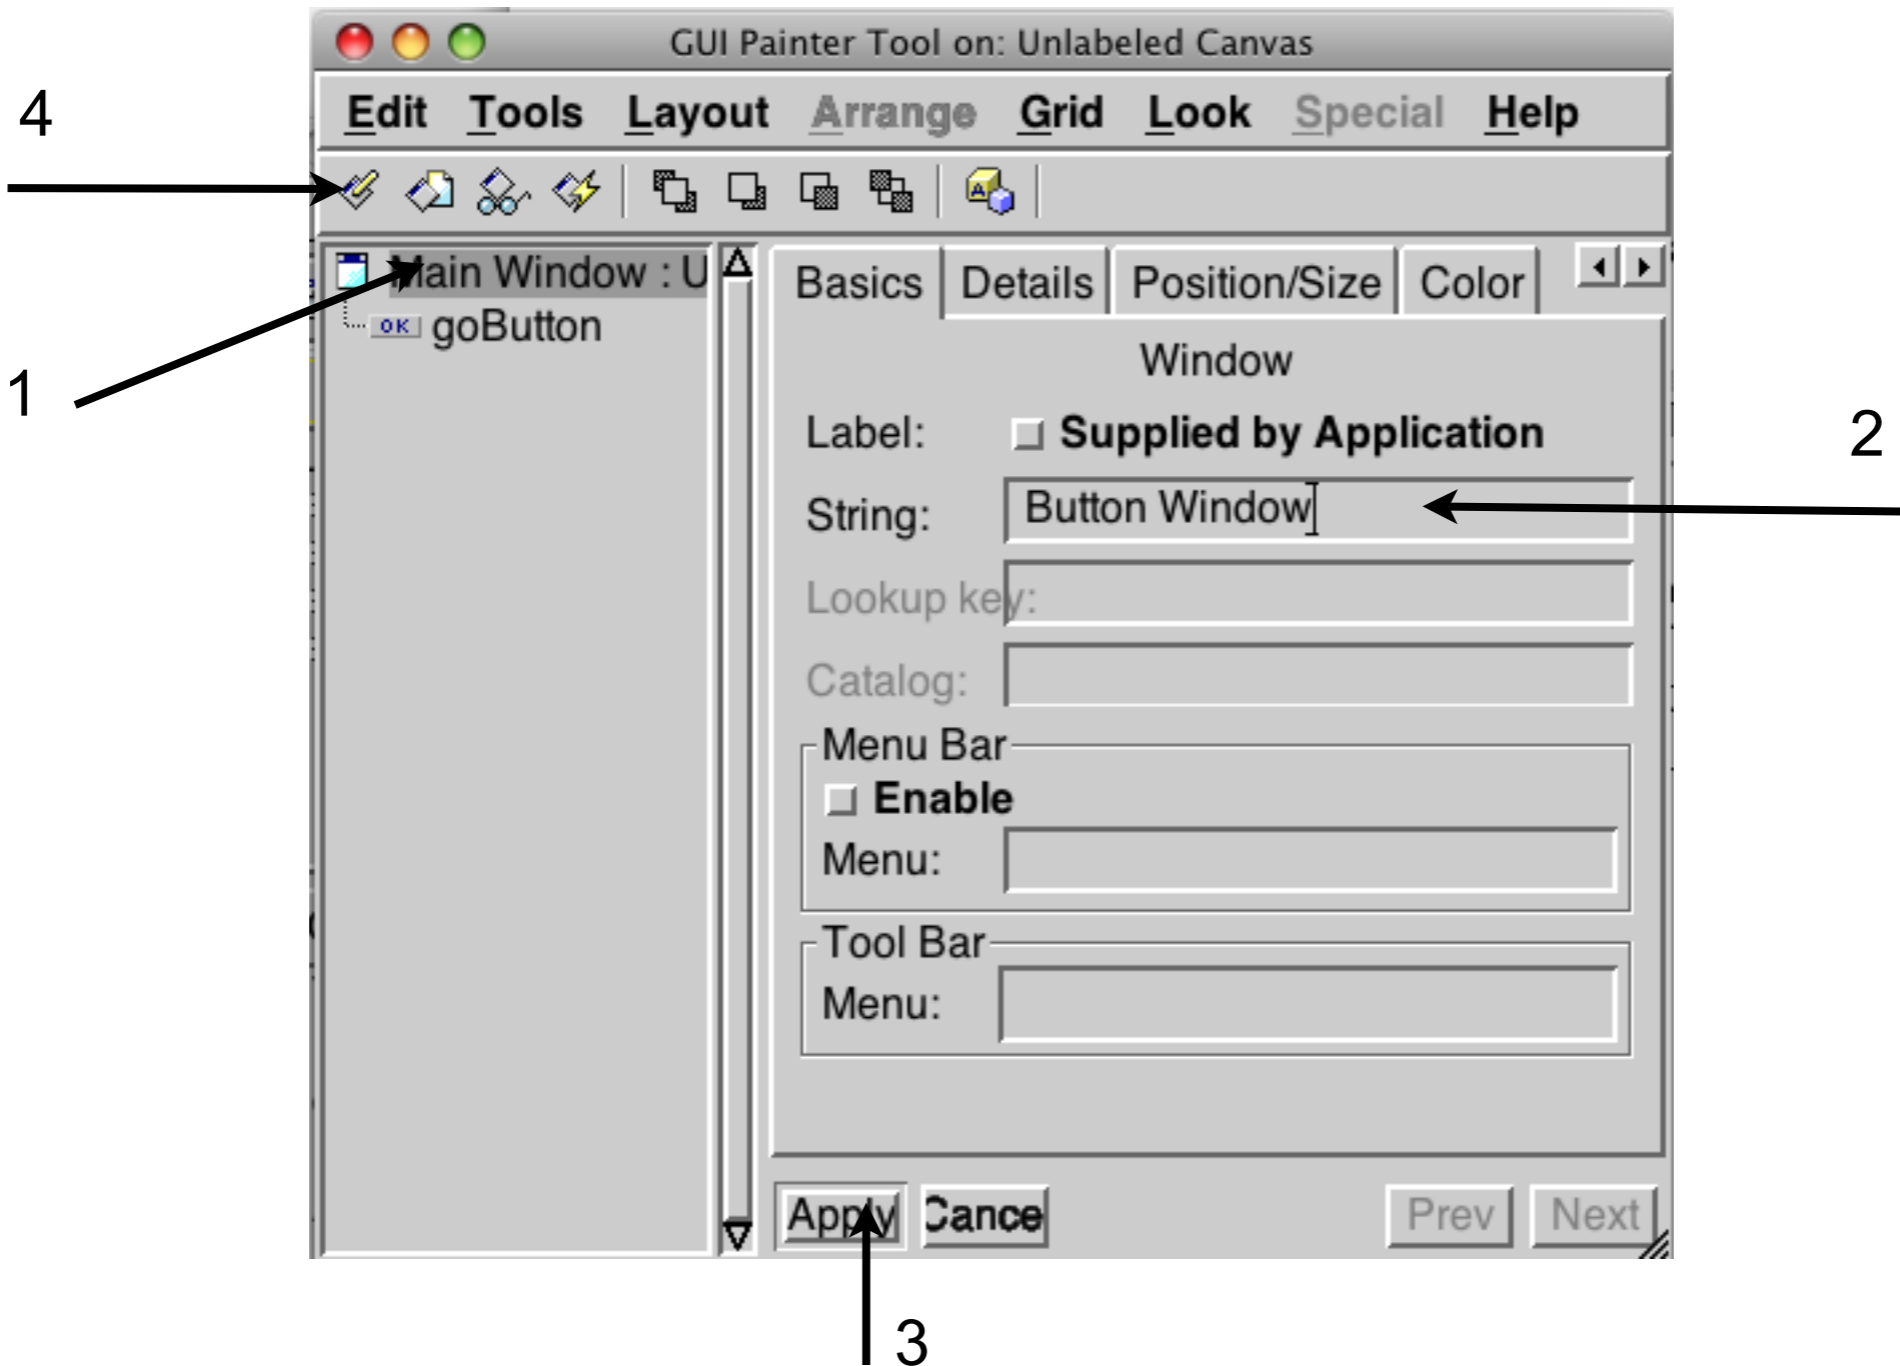 GUI Painter Tool on: Unlabeled Canvas
4
Edit Tools Layout Arrange Grid Look Special Help
A
Main Window : U
OK goButton
1
Basics Details Position/Size Color
Window
Label: Supplied by Application
2
String: Button Window
Lookup key:
Catalog:
Menu Bar
Enable
Menu:
Tool Bar
Menu:
Apply Cance Prev Next
3